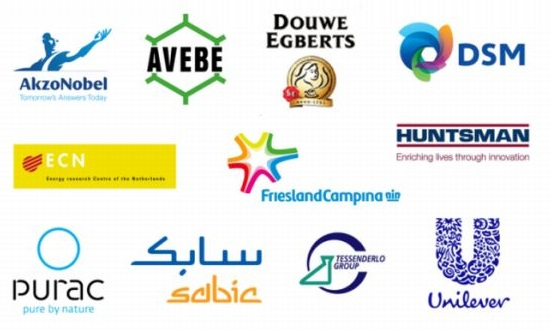 AkzoNobel
Tomorrow's Answers Today
AVEBE
DOUWE
EGBERTS
DSM
ECN
Energy research Centre of the Netherlands
FrieslandCampina
HUNTSMAN
Enriching lives through innovation
purac
pure by nature
سابك
sabic
TESSENDERLO
GROUP
Unilever